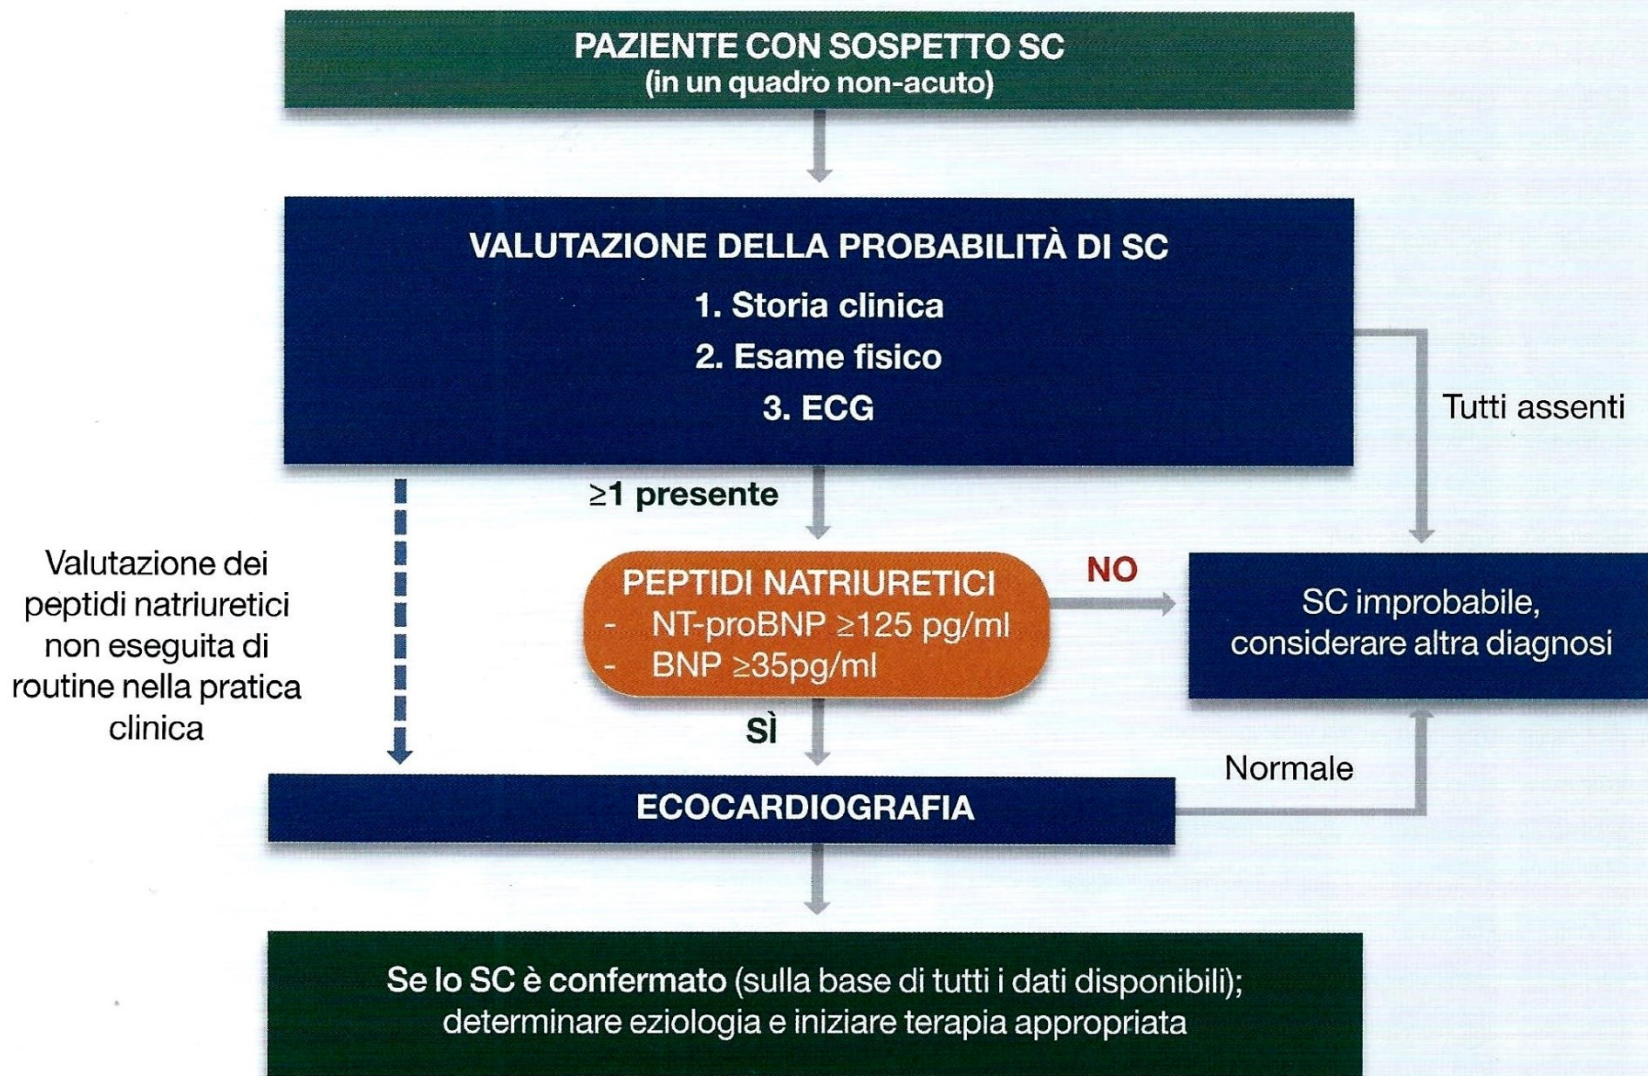 PAZIENTE CON SOSPETTO SC
(in un quadro non-acuto)
VALUTAZIONE DELLA PROBABILITÀ DI SC
1. Storia clinica
2. Esame fisico
3. ECG
Tutti assenti
≥1 presente
Valutazione dei
peptidi natriuretici
non eseguita di
routine nella pratica
clinica
PEPTIDI NATRIURETICI
- NT-proBNP ≥125 pg/ml
- BNP ≥35pg/ml
NO
SC improbabile,
considerare altra diagnosi
SÌ
Normale
ECOCARDIOGRAFIA
Se lo SC è confermato (sulla base di tutti i dati disponibili);
determinare eziologia e iniziare terapia appropriata